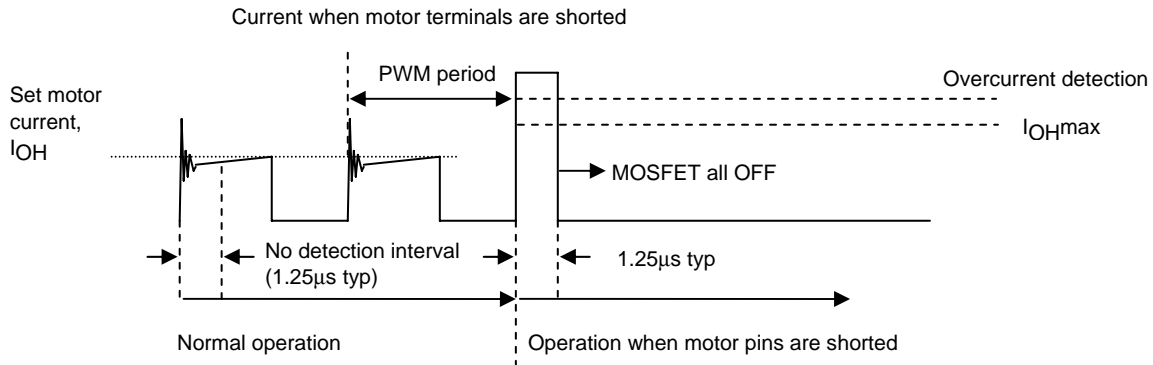 Current when motor terminals are shorted
PWM period
Overcurrent detection
Set motor
current,
IOH
IOHmax
MOSFET all OFF
No detection interval
(1.25μs typ)
1.25μs typ
Normal operation
Operation when motor pins are shorted